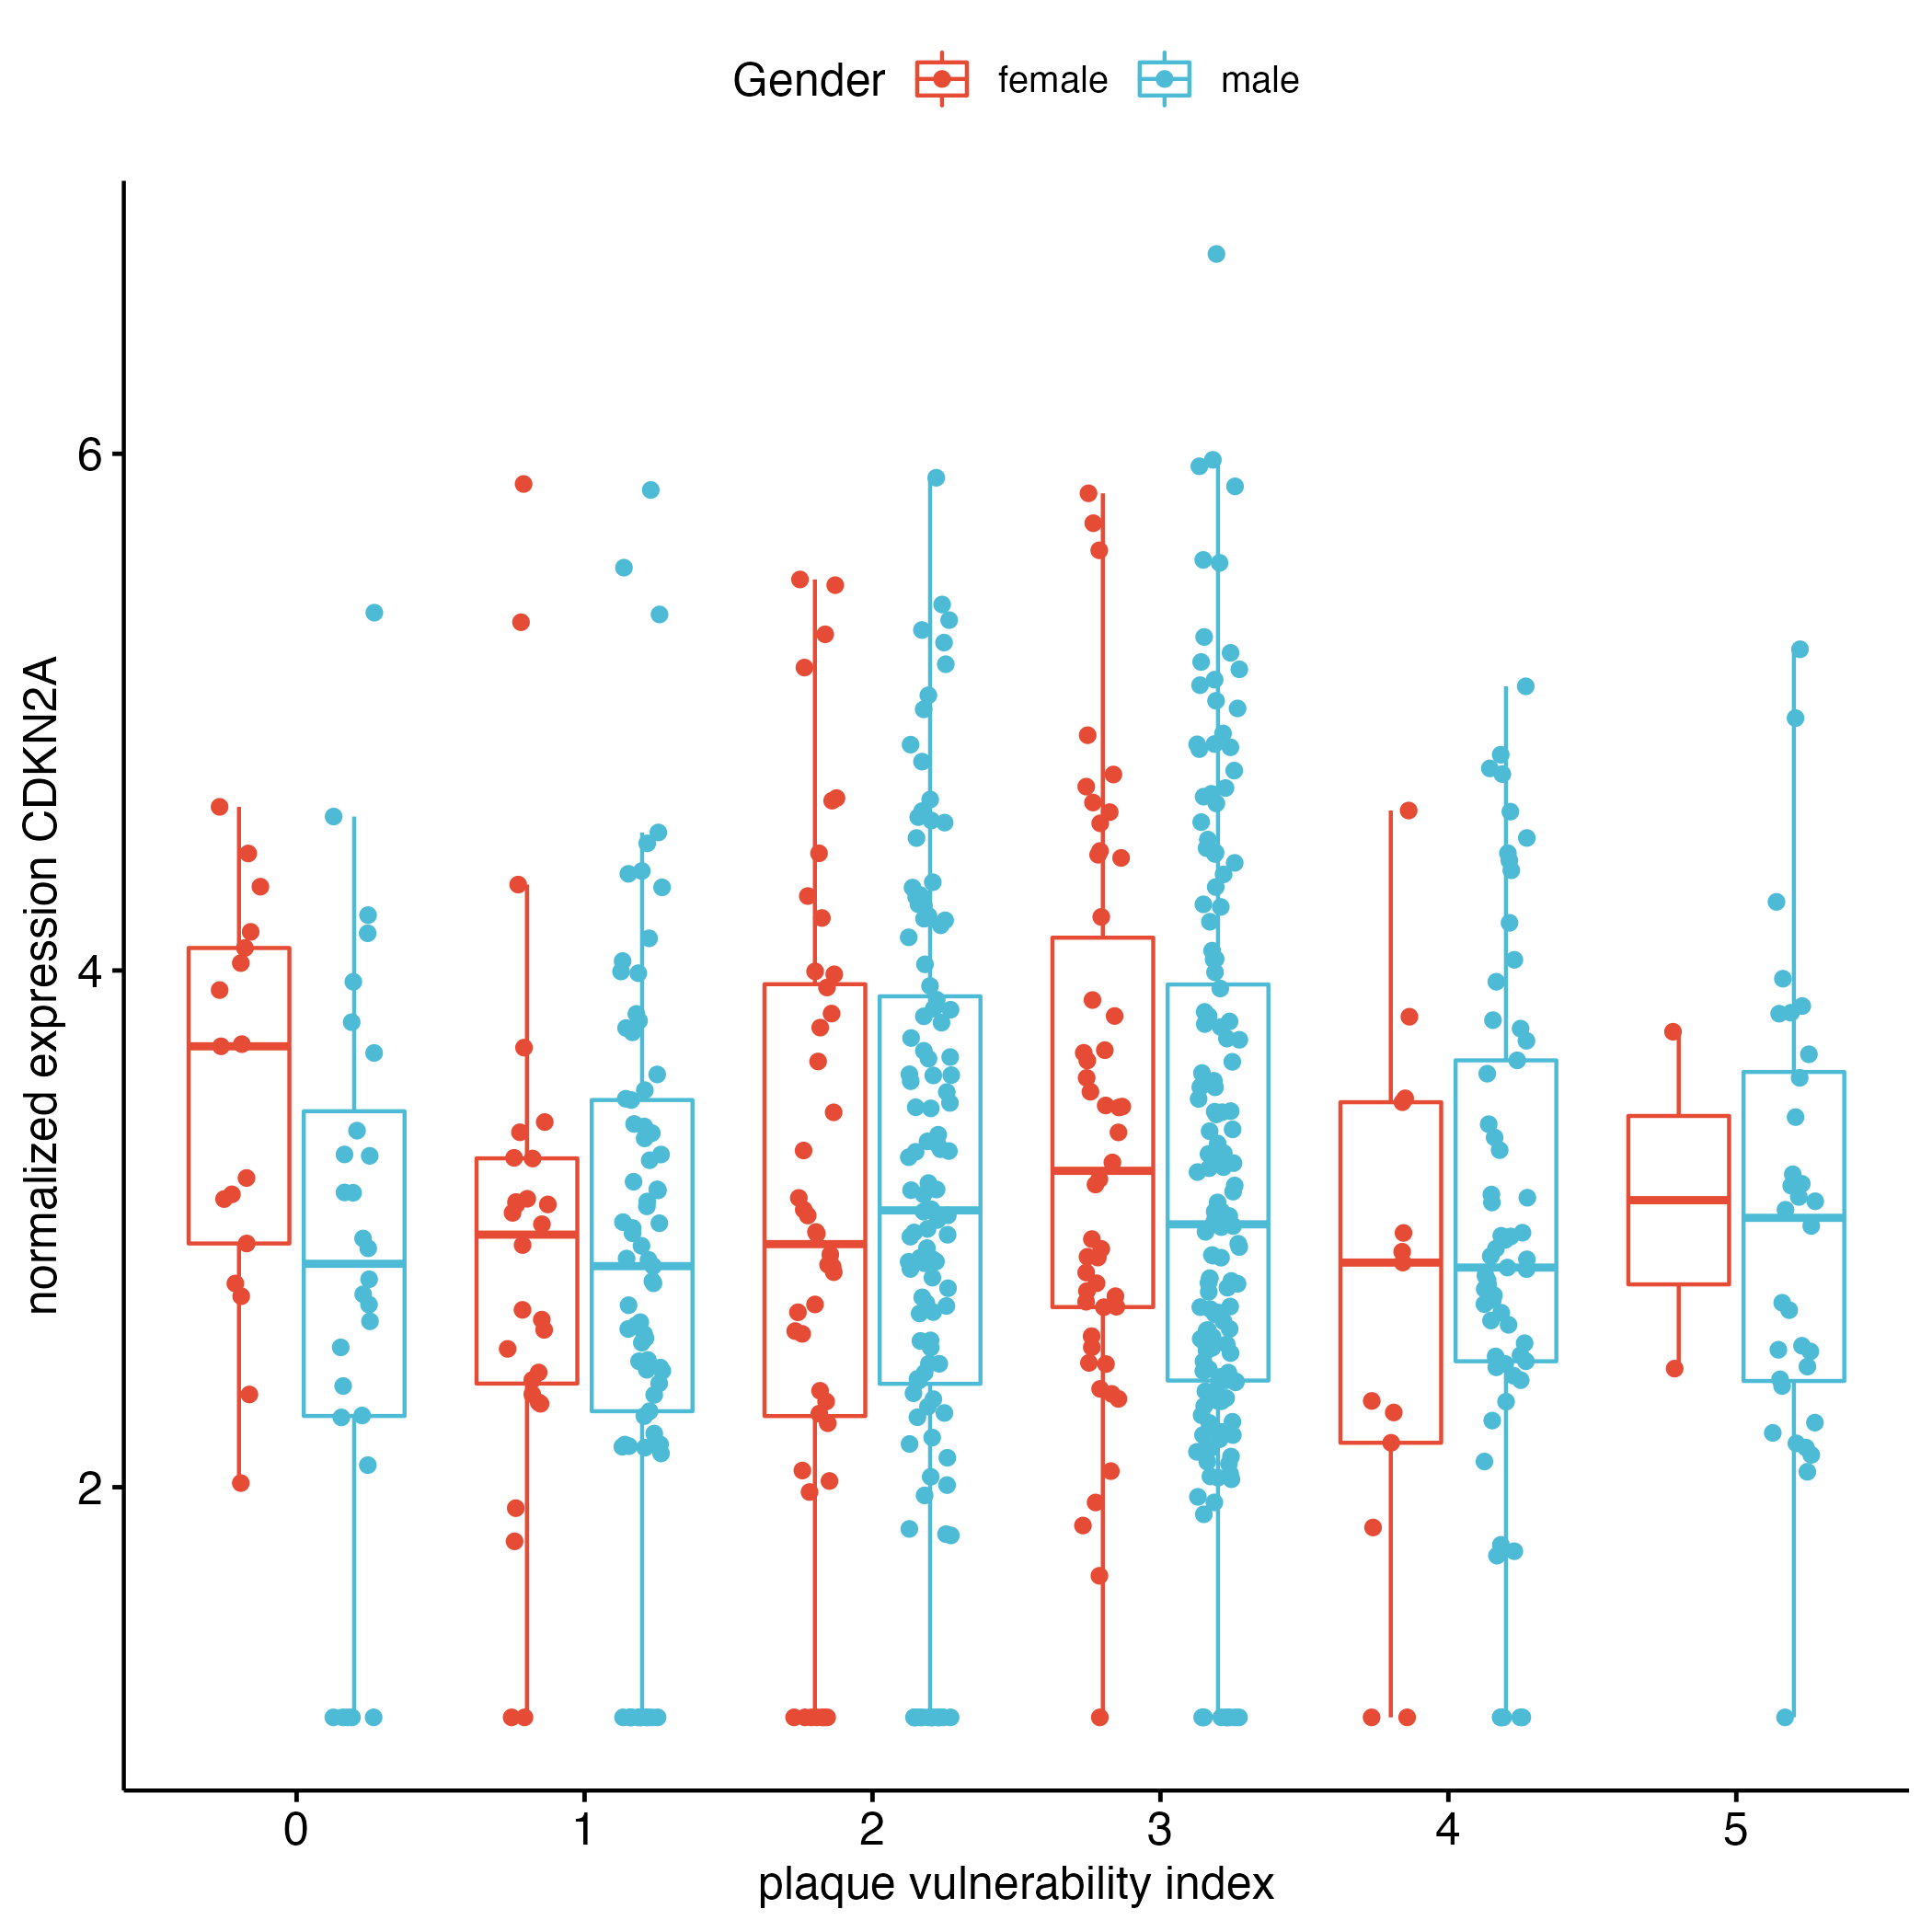 Gender female male
normalized expression CDKN2A
6
4
2
0 1 2 3 4 5
plaque vulnerability index